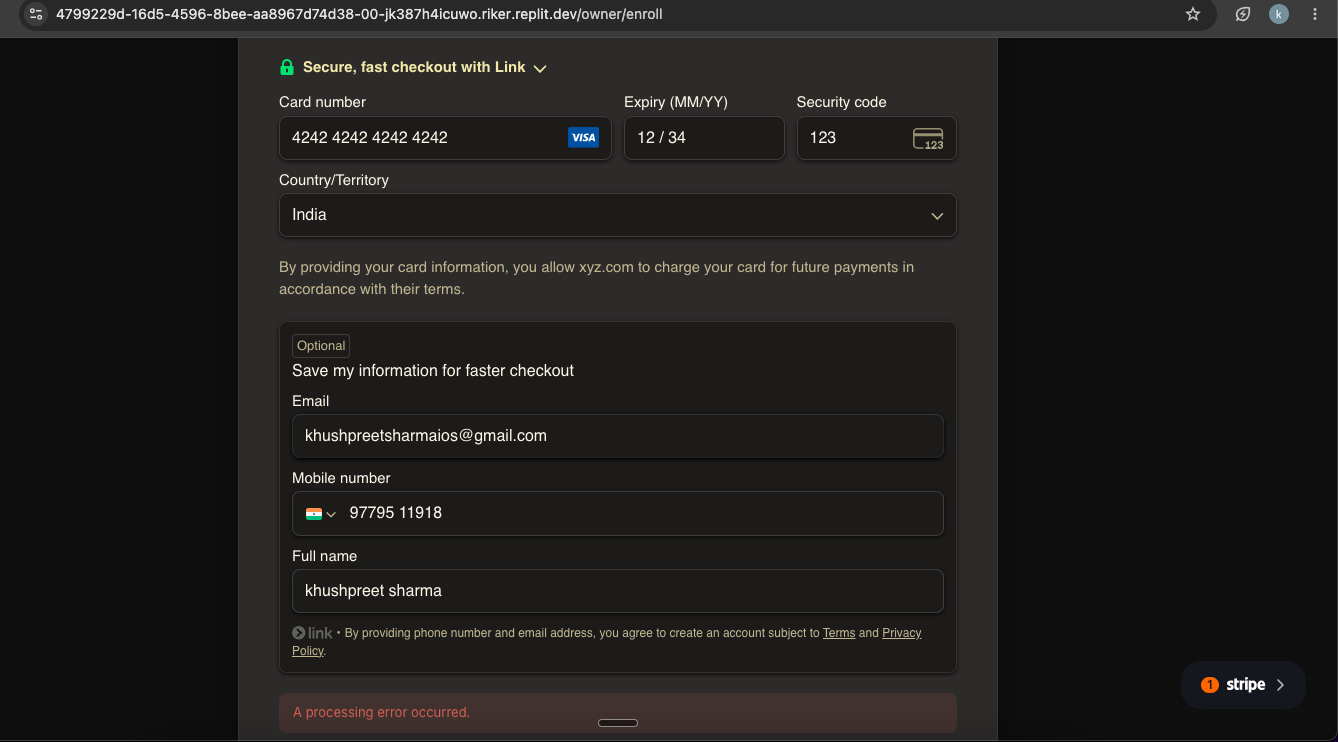 4799229d-16d5-4596-8bee-aa8967d74d38-00-jk387h4icuwo.riker.replit.dev/owner/enroll
k
Secure, fast checkout with Link
Card number
Expiry (MM/YY)
Security code
4242 4242 4242 4242
VISA
12 / 34
123
123
Country/Territory
India
By providing your card information, you allow xyz.com to charge your card for future payments in
accordance with their terms.
Optional
Save my information for faster checkout
Email
khushpreetsharmaios@gmail.com
Mobile number
97795 11918
Full name
khushpreet sharma
link • By providing phone number and email address, you agree to create an account subject to Terms and Privacy
Policy.
1 stripe
A processing error occurred.